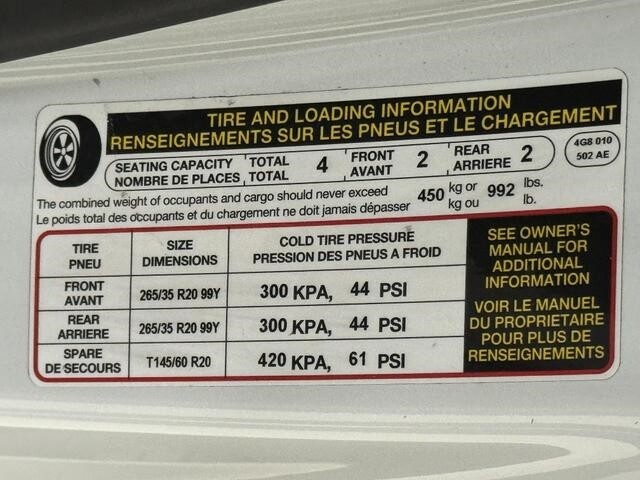 TIRE AND LOADING INFORMATION
RENSEIGNEMENTS SUR LES PNEUS ET LE CHARGEMENT
SEATING CAPACITY TOTAL 4 FRONT 2 REAR 2
NOMBRE DE PLACES TOTAL AVANT ARRIERE
4G8 010
502 AE
The combined weight of occupants and cargo should never exceed 450 kg or 992 lbs.
Le poids total des occupants et du chargement ne doit jamais dépasser kg ou lb.
TIRE SIZE COLD TIRE PRESSURE
PNEU DIMENSIONS PRESSION DES PNEUS A FROID
FRONT
AVANT 265/35 R20 99Y 300 KPA, 44 PSI
REAR
ARRIERE 265/35 R20 99Y 300 KPA, 44 PSI
SPARE
DE SECOURS T145/60 R20 420 KPA, 61 PSI
SEE OWNER'S
MANUAL FOR
ADDITIONAL
INFORMATION
VOIR LE MANUEL
DU PROPRIETAIRE
POUR PLUS DE
RENSEIGNEMENTS